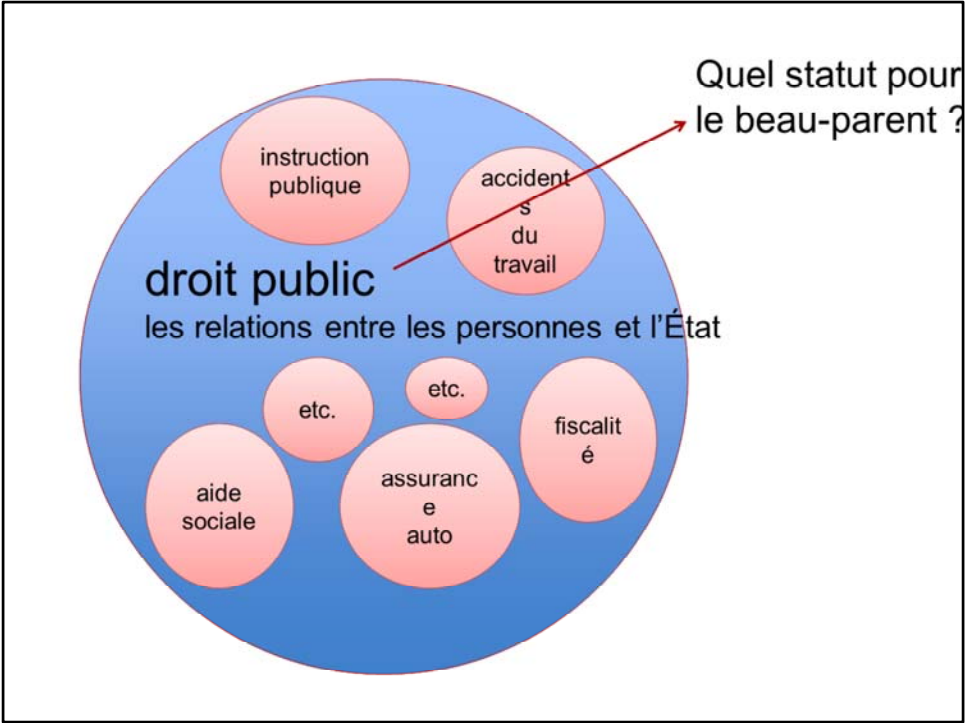 Quel statut pour
le beau-parent ?
instruction
publique
accident
s
du
travail
droit public
les relations entre les personnes et l’État
etc.
etc.
fiscalit
é
aide
sociale
assuranc
e
auto